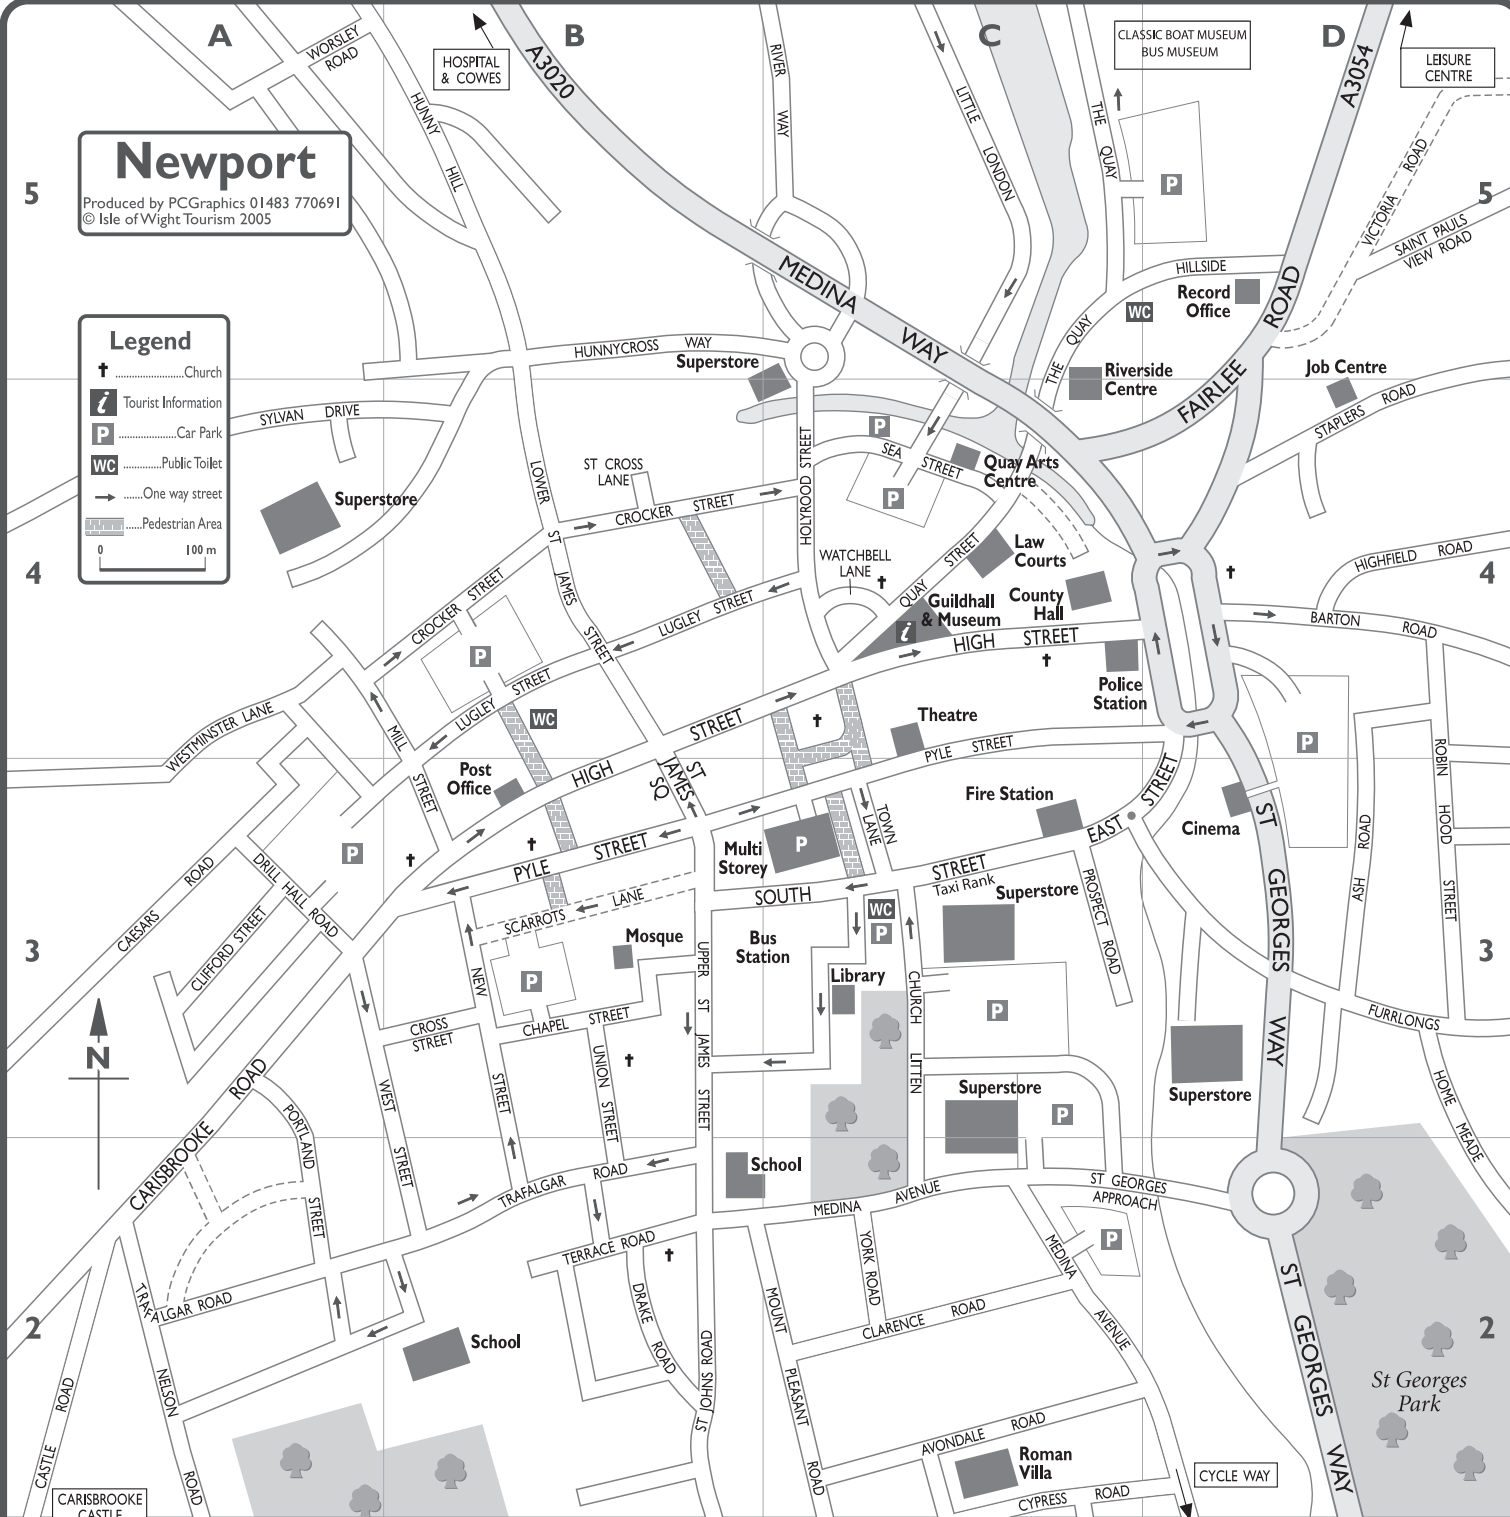 A
B
C
D
WORSLEY
ROAD
HOSPITAL
& COWES
A3020
RIVER
WAY
LITTLE
LONDON
THE
QUAY
CLASSIC BOAT MUSEUM
BUS MUSEUM
A3054
LEISURE
CENTRE
HUNNY
HILL
Newport
Produced by PCGraphics 01483 770691
© Isle of Wight Tourism 2005
5
P
VICTORIA
ROAD
5
SAINT PAULS
VIEW ROAD
MEDINA
WAY
HILLSIDE
Record
Office
WC
ROAD
THE
QUAY
Legend
Church
i
Tourist Information
P
Car Park
WC
Public Toilet
One way street
Pedestrian Area
0
100 m
HUNNYCROSS WAY
Superstore
Riverside
Centre
FAIRLEE
Job Centre
STAPLERS ROAD
SYLVAN DRIVE
P
SEA STREET
Quay Arts
Centre
HOLYROOD STREET
ST CROSS
LANE
LOWER
ST
JAMES
STREET
Superstore
CROCKER STREET
P
4
WATCHBELL
LANE
QUAY STREET
Law
Courts
County
Hall
HIGHFIELD ROAD
4
CROCKER STREET
LUGLEY STREET
Guildhall
& Museum
i
HIGH STREET
BARTON ROAD
P
LUGLEY STREET
WC
Police
Station
WESTMINSTER LANE
MILL
STREET
STREET
Theatre
PYLE STREET
P
Post
Office
HIGH
ST
JAMES
SQ
ROBIN
HOOD
STREET
Fire Station
EAST STREET
Cinema
ST
GEORGES
WAY
ASH
ROAD
P
TOWN
LANE
Multi
Storey
P
PYLE STREET
CAESARS
ROAD
DRILL HALL ROAD
CLIFFORD STREET
SOUTH
STREET
Taxi Rank
Superstore
PROSPECT
ROAD
SCARROTS LANE
WC
P
3
Mosque
Bus
Station
3
NEW
STREET
P
Library
UPPER
ST
JAMES
STREET
CHURCH
LITTEN
P
CROSS
STREET
CHAPEL STREET
FURRLONGS
N
UNION
STREET
WEST
STREET
Superstore
P
Superstore
HOME
MEADE
CARISBROOKE
ROAD
PORTLAND
STREET
School
TRAFALGAR ROAD
MEDINA AVENUE
ST GEORGES
APPROACH
TERRACE ROAD
YORK ROAD
MEDINA
AVENUE
P
TRAFALGAR ROAD
DRAKE
ROAD
MOUNT
PLEASANT
ROAD
CLARENCE ROAD
2
School
ST JOHNS ROAD
ST
GEORGES
WAY
2
St Georges
Park
CASTLE
ROAD
NELSON
ROAD
AVONDALE ROAD
Roman
Villa
CYCLE WAY
CARISBROOKE
CASTLE
CYPRESS ROAD